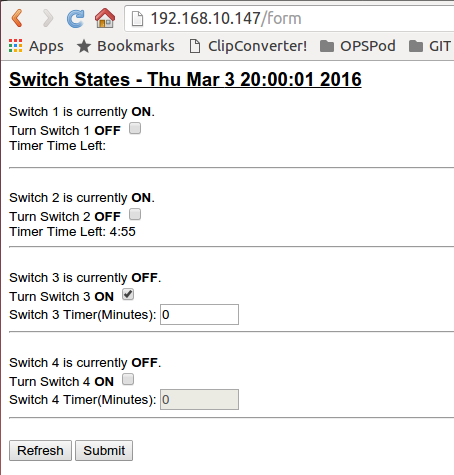 192.168.10.147/form
Apps Bookmarks ClipConverter! OPSPod GIT
Switch States - Thu Mar 3 20:00:01 2016
Switch 1 is currently ON.
Turn Switch 1 OFF
Timer Time Left:
Switch 2 is currently ON.
Turn Switch 2 OFF
Timer Time Left: 4:55
Switch 3 is currently OFF.
Turn Switch 3 ON
Switch 3 Timer(Minutes): 0
Switch 4 is currently OFF.
Turn Switch 4 ON
Switch 4 Timer(Minutes): 0
Refresh Submit